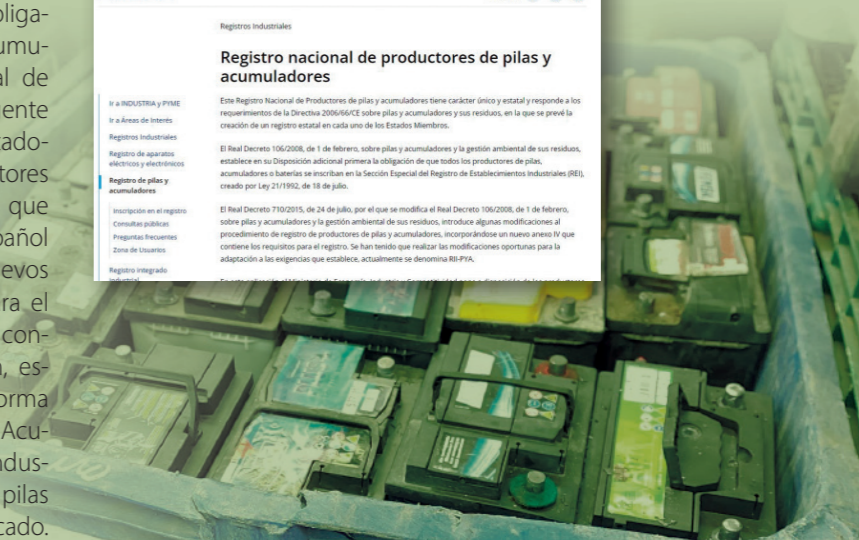 obliga-
umu-
al de
ente
tado-
tores
que
pañol
evos
ra el
con-
, es-
orma
Acu-
ndus-
pilas
cado.
Registros Industriales
Registro nacional de productores de pilas y
acumuladores
Ir a INDUSTRIA y PYME
Ir a Áreas de Interés
Registros Industriales
Registro de aparatos
eléctricos y electrónicos
Registro de pilas y
acumuladores
Inscripción en el registro
Consultas públicas
Preguntas frecuentes
Zona de Usuarios
Registro integrado
industrial
Este Registro Nacional de Productores de pilas y acumuladores tiene carácter único y estatal y responde a los
requerimientos de la Directiva 2006/66/CE sobre pilas y acumuladores y sus residuos, en la que se prevé la
creación de un registro estatal en cada uno de los Estados Miembros.
El Real Decreto 106/2008, de 1 de febrero, sobre pilas y acumuladores y la gestión ambiental de sus residuos,
establece en su Disposición adicional primera la obligación de que todos los productores de pilas,
acumuladores o baterías se inscriban en la Sección Especial del Registro de Establecimientos Industriales (REI),
creado por Ley 21/1992, de 18 de julio.
El Real Decreto 710/2015, de 24 de julio, por el que se modifica el Real Decreto 106/2008, de 1 de febrero,
sobre pilas y acumuladores y la gestión ambiental de sus residuos, introduce algunas modificaciones al
procedimiento de registro de productores de pilas y acumuladores, incorporándose un nuevo anexo IV que
contiene los requisitos para el registro. Se han tenido que realizar las modificaciones oportunas para la
adaptación a las exigencias que establece, actualmente se denomina RII-PYA.